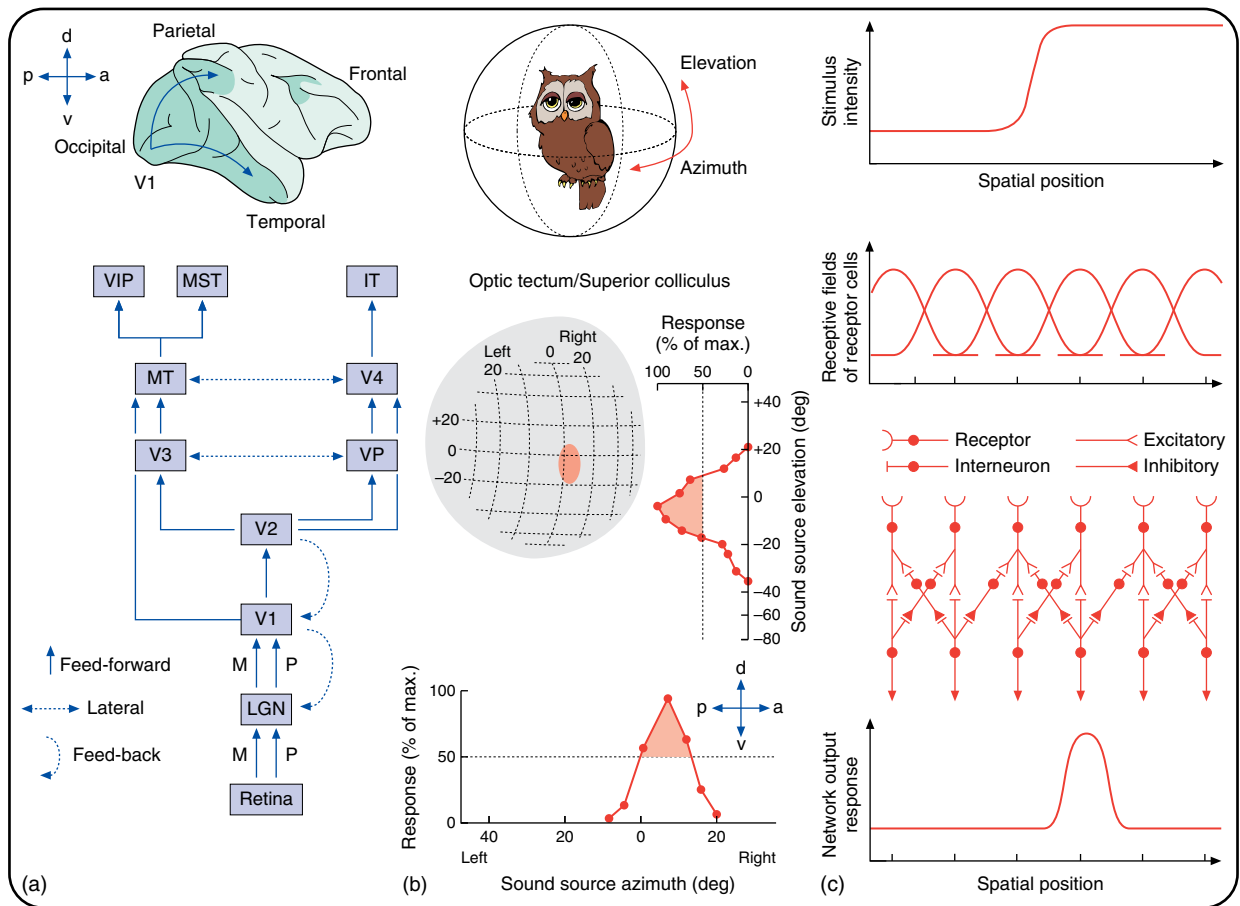 Parietal
d
p
a
v
Frontal
Occipital
V1
Temporal
VIP
MST
IT
MT
V4
V3
VP
V2
V1
M
P
LGN
M
P
Retina
Feed-forward
Lateral
Feed-back
(a)
Elevation
Azimuth
Optic tectum/Superior colliculus
Left
20
0
Right
20
+20
0
–20
Response
(% of max.)
100
50
0
+40
+20
0
–20
–40
–60
–80
Sound source elevation (deg)
d
p
a
v
Response (% of max.)
100
50
0
40
20
0
20
Left
Right
Sound source azimuth (deg)
(b)
Stimulus
intensity
Spatial position
Receptive fields
of receptor cells
Receptor
Excitatory
Interneuron
Inhibitory
Network output
response
Spatial position
(c)